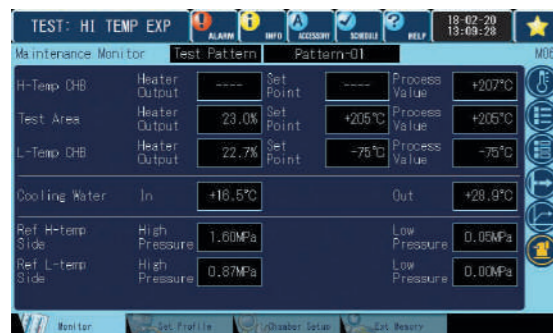 TEST: HI TEMP EXP
ALARM
INFO
ACCESSORY
SCHEDULE
HELP
18-02-20
13:09:28
Maintenance Monitor
Test Pattern
Pattern-01
H-Temp CHB
Heater Output
----
Set Point
----
Process Value
+207°C
Test Area
Heater Output
23.0%
Set Point
+205°C
Process Value
+205°C
L-Temp CHB
Heater Output
22.7%
Set Point
-75°C
Process Value
-75°C
Cooling Water
In
+16.5°C
Out
+28.9°C
Ref H-temp Side
High Pressure
1.60MPa
Low Pressure
0.05MPa
Ref L-temp Side
High Pressure
0.87MPa
Low Pressure
0.00MPa
Monitor
Set Profile
Chamber Setup
Ext Memory